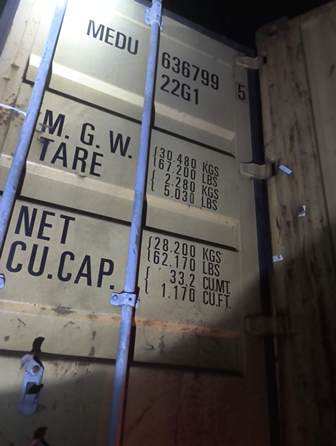 MEDU 636799 5
22G1
M. G. W. 30.480 KGS
67.200 LBS
TARE 2.280 KGS
5.030 LBS
NET 28.200 KGS
62.170 LBS
CU.CAP. 33.2 CU.MT.
1.170 CU.FT.